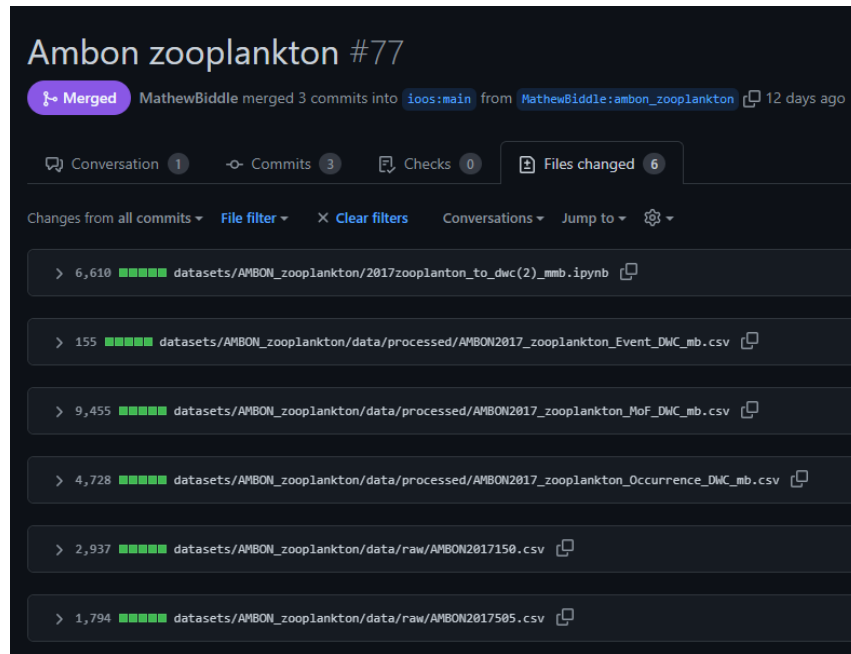 Ambon zooplankton #77
Merged MathewBiddle merged 3 commits into ioos:main from MathewBiddle:ambon_zooplankton 12 days ago
Conversation 1 Commits 3 Checks 0 Files changed 6
Changes from all commits File filter Clear filters Conversations Jump to
6,610 datasets/AMBON_zooplankton/2017zooplanton_to_dwc(2)_mmb.ipynb
155 datasets/AMBON_zooplankton/data/processed/AMBON2017_zooplankton_Event_DWC_mb.csv
9,455 datasets/AMBON_zooplankton/data/processed/AMBON2017_zooplankton_MoF_DWC_mb.csv
4,728 datasets/AMBON_zooplankton/data/processed/AMBON2017_zooplankton_Occurrence_DWC_mb.csv
2,937 datasets/AMBON_zooplankton/data/raw/AMBON2017150.csv
1,794 datasets/AMBON_zooplankton/data/raw/AMBON2017505.csv